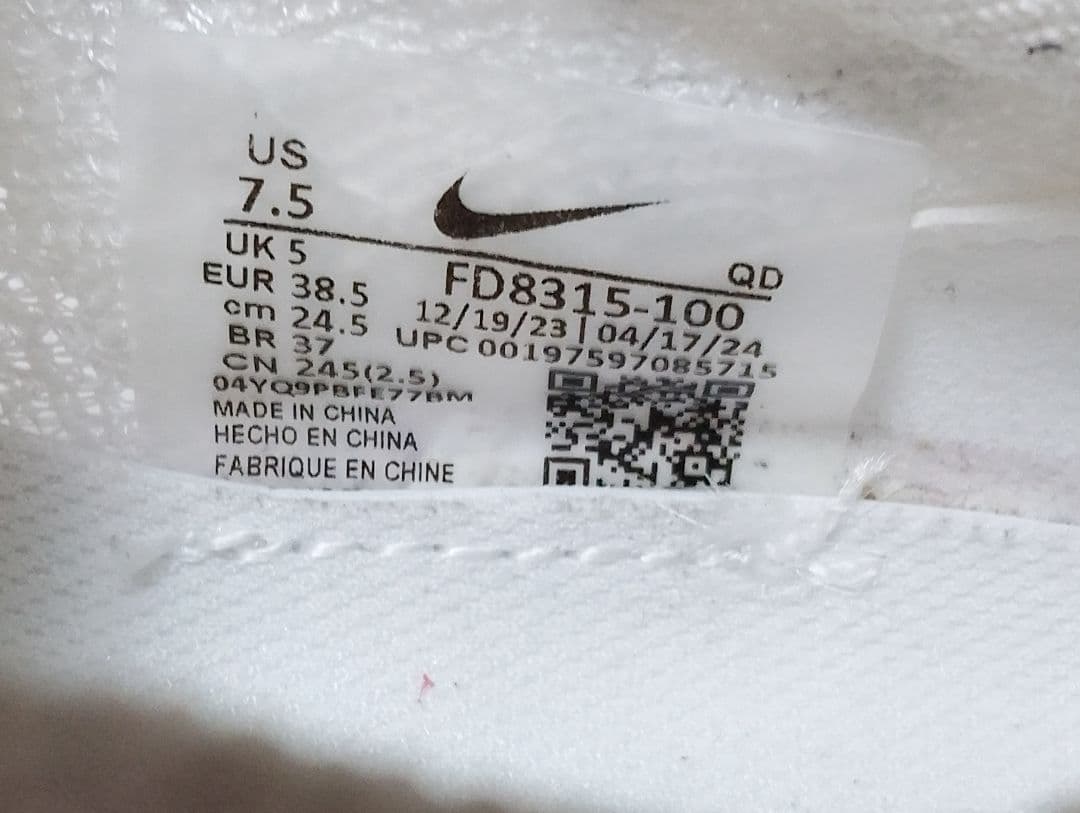 US
7.5
UK 5
EUR 38.5
cm 24.5
BR 37
CN 245(2.5)
04YQ9PBFE77BM
MADE IN CHINA
HECHO EN CHINA
FABRIQUE EN CHINE
QD
FD8315-100
12/19/23 | 04/17/24
UPC 00197597085715